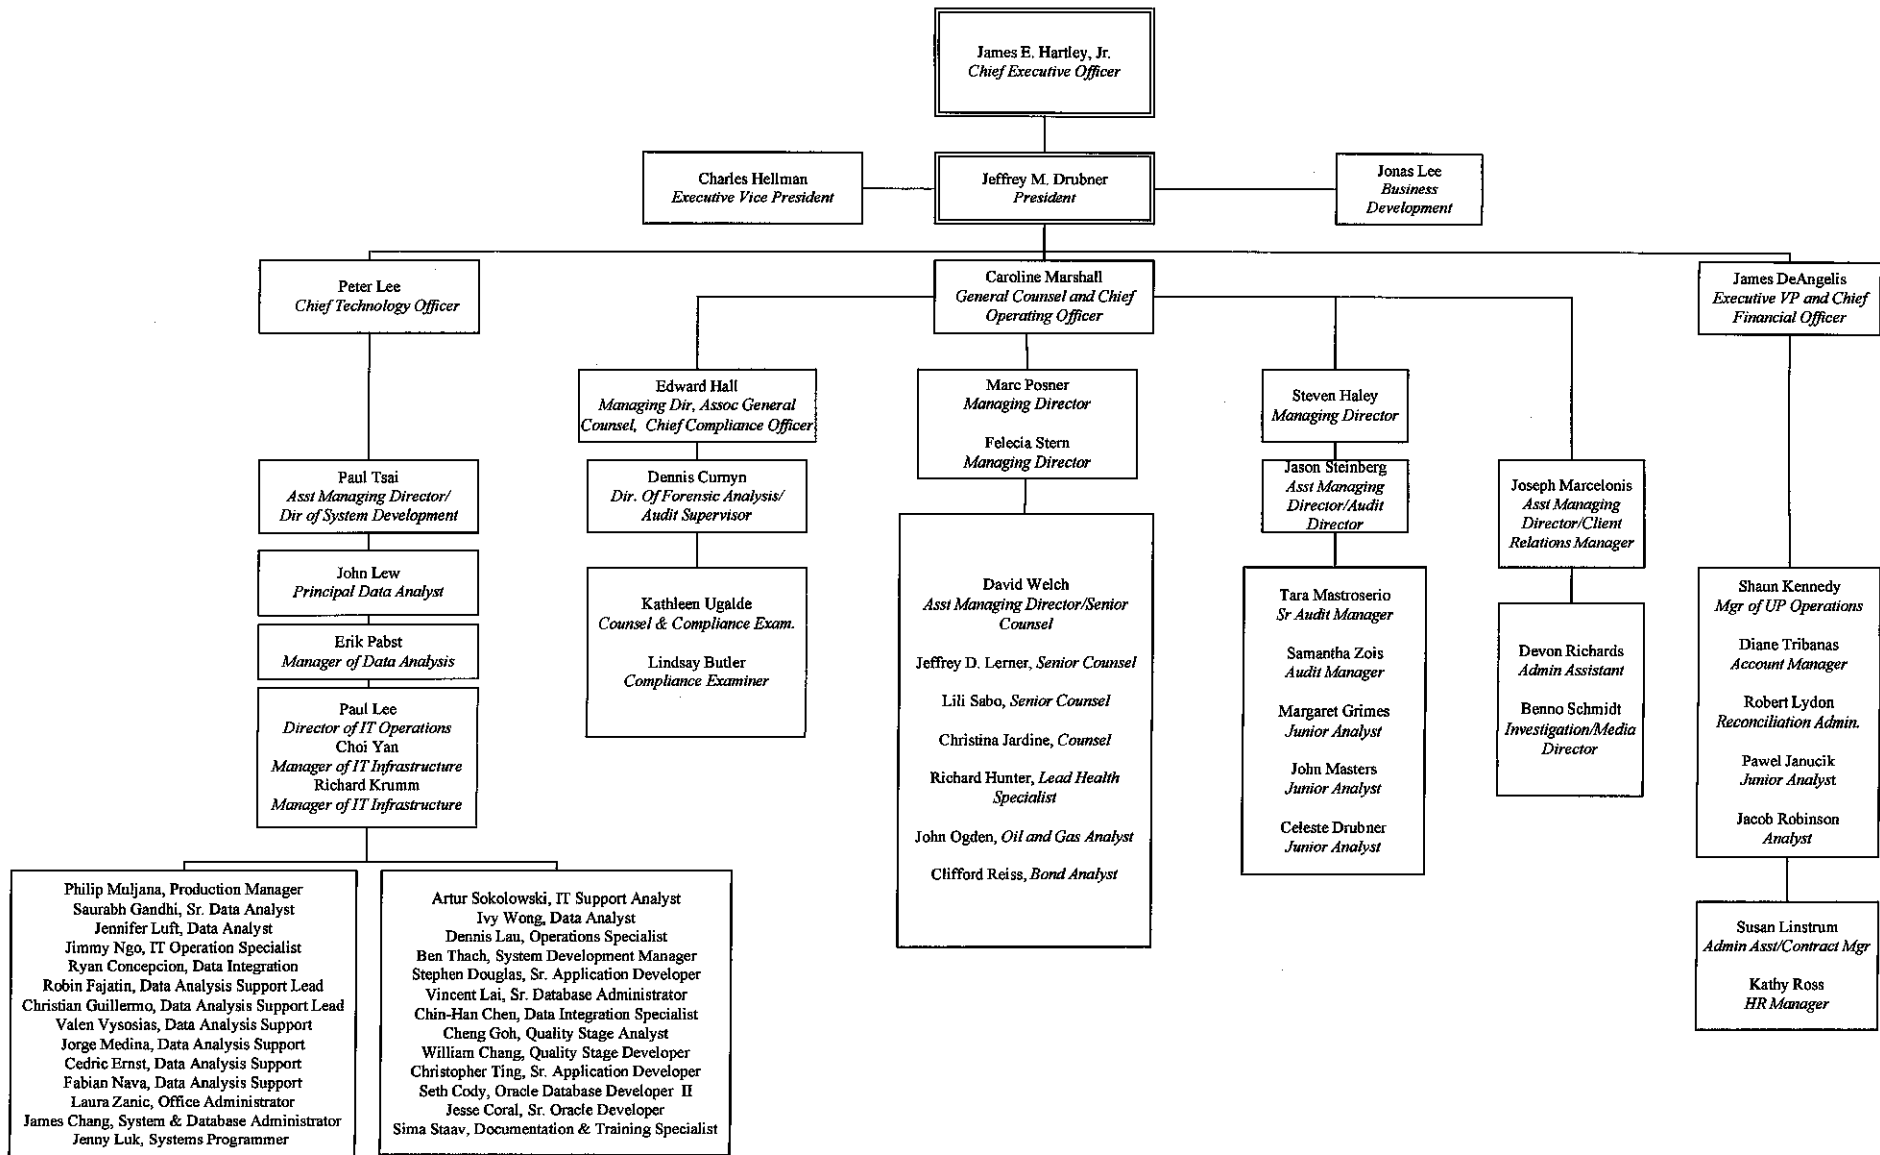 James E. Hartley, Jr.
Chief Executive Officer
Charles Hellman
Executive Vice President
Jeffrey M. Drubner
President
Jonas Lee
Business
Development
Peter Lee
Chief Technology Officer
Caroline Marshall
General Counsel and Chief
Operating Officer
James DeAngelis
Executive VP and Chief
Financial Officer
Edward Hall
Managing Dir, Assoc General
Counsel, Chief Compliance Officer
Marc Posner
Managing Director
Felecia Stern
Managing Director
Steven Haley
Managing Director
Paul Tsai
Asst Managing Director/
Dir of System Development
Dennis Curnyn
Dir. Of Forensic Analysis/
Audit Supervisor
Jason Steinberg
Asst Managing
Director/Audit
Director
Joseph Marcelonis
Asst Managing
Director/Client
Relations Manager
John Lew
Principal Data Analyst
Erik Pabst
Manager of Data Analysis
Paul Lee
Director of IT Operations
Choi Yan
Manager of IT Infrastructure
Richard Krumm
Manager of IT Infrastructure
Kathleen Ugalde
Counsel & Compliance Exam.
Lindsay Butler
Compliance Examiner
David Welch
Asst Managing Director/Senior
Counsel
Jeffrey D. Lerner, Senior Counsel
Lili Sabo, Senior Counsel
Christina Jardine, Counsel
Richard Hunter, Lead Health
Specialist
John Ogden, Oil and Gas Analyst
Clifford Reiss, Bond Analyst
Tara Mastroserio
Sr Audit Manager
Samantha Zois
Audit Manager
Margaret Grimes
Junior Analyst
John Masters
Junior Analyst
Celeste Drubner
Junior Analyst
Devon Richards
Admin Assistant
Benno Schmidt
Investigation/Media
Director
Shaun Kennedy
Mgr of UP Operations
Diane Tribanas
Account Manager
Robert Lydon
Reconciliation Admin.
Pawel Janucik
Junior Analyst
Jacob Robinson
Analyst
Susan Linstrum
Admin Asst/Contract Mgr
Kathy Ross
HR Manager
Philip Muljana, Production Manager
Saurabh Gandhi, Sr. Data Analyst
Jennifer Luft, Data Analyst
Jimmy Ngo, IT Operation Specialist
Ryan Concepcion, Data Integration
Robin Fajatin, Data Analysis Support Lead
Christian Guillermo, Data Analysis Support Lead
Valen Vysosias, Data Analysis Support
Jorge Medina, Data Analysis Support
Cedric Ernst, Data Analysis Support
Fabian Nava, Data Analysis Support
Laura Zanic, Office Administrator
James Chang, System & Database Administrator
Jenny Luk, Systems Programmer
Artur Sokolowski, IT Support Analyst
Ivy Wong, Data Analyst
Dennis Lau, Operations Specialist
Ben Thach, System Development Manager
Stephen Douglas, Sr. Application Developer
Vincent Lai, Sr. Database Administrator
Chin-Han Chen, Data Integration Specialist
Cheng Goh, Quality Stage Analyst
William Chang, Quality Stage Developer
Christopher Ting, Sr. Application Developer
Seth Cody, Oracle Database Developer II
Jesse Coral, Sr. Oracle Developer
Sima Staav, Documentation & Training Specialist